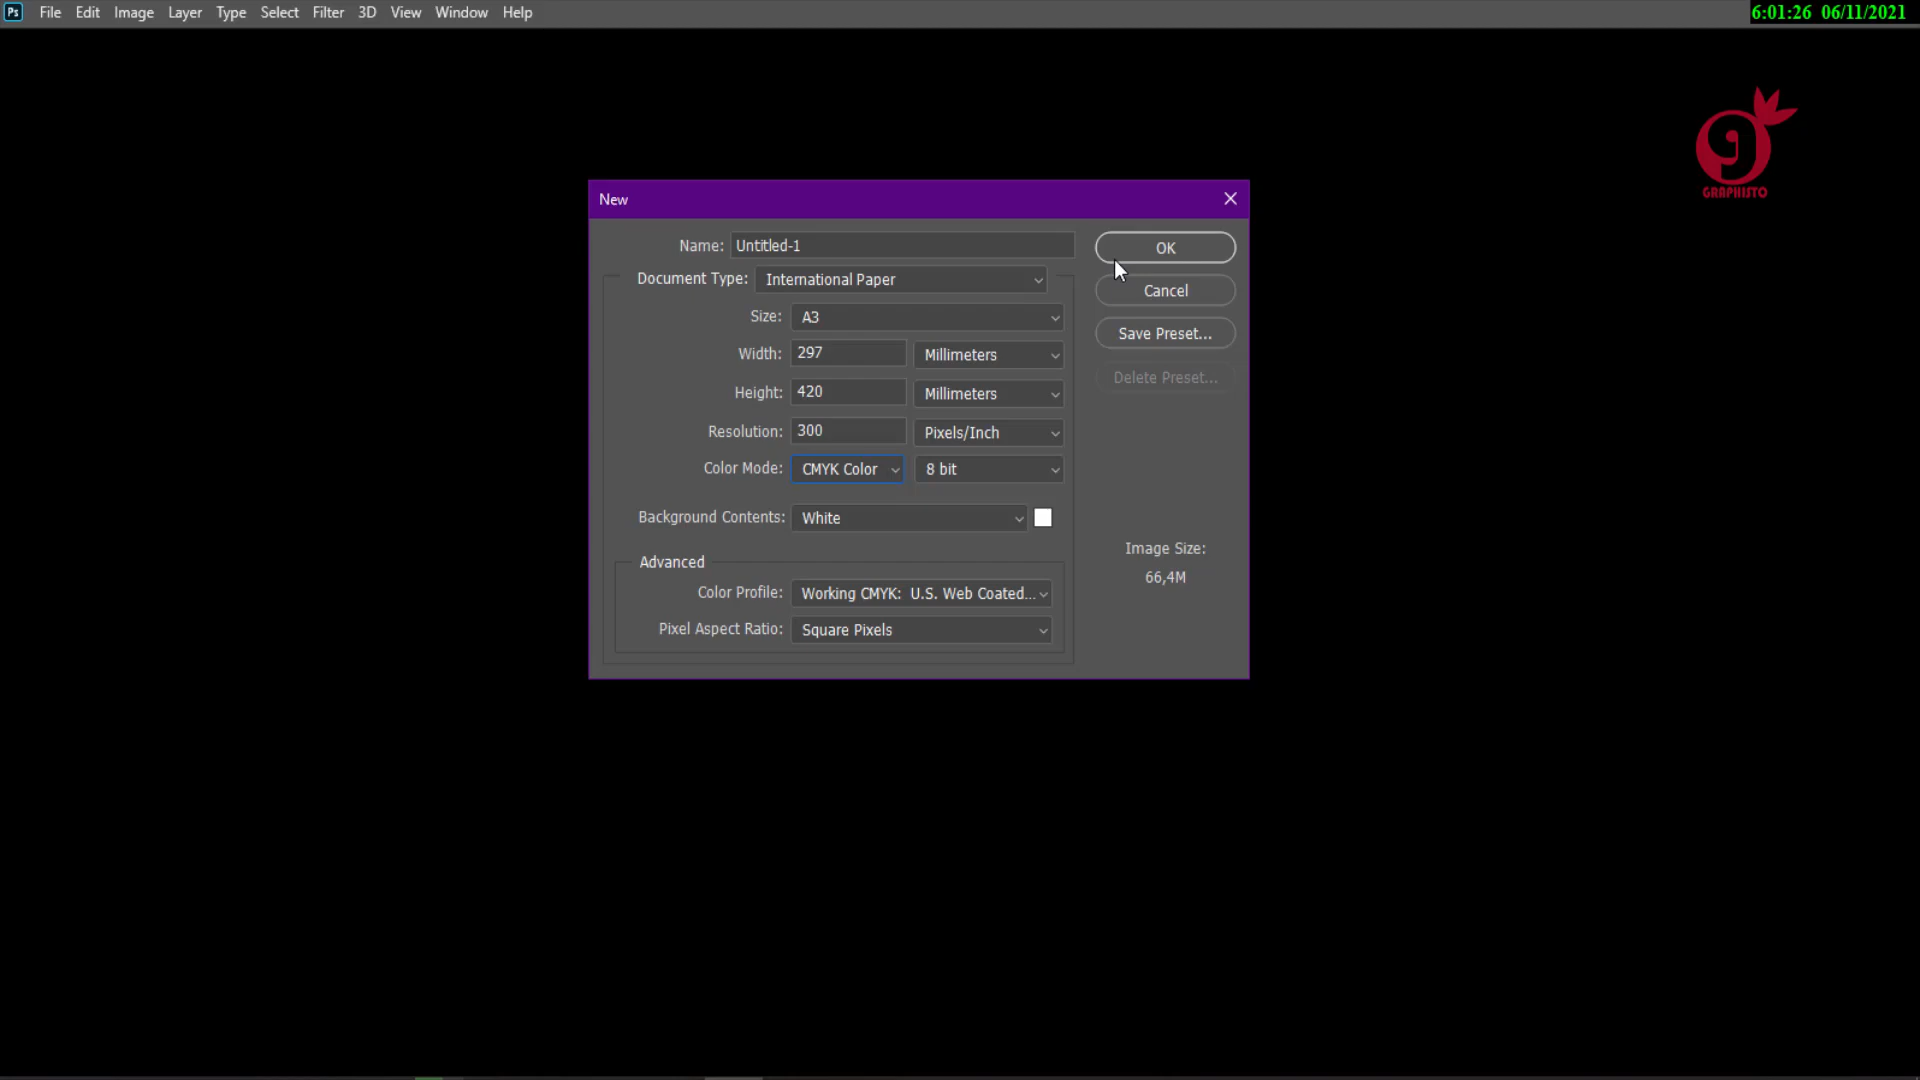 Ps File Edit Image Layer Type Select Filter 3D View Window Help
6:01:26 06/11/2021
GRAPHISTO
New
Name: Untitled-1
OK
Document Type: International Paper
Cancel
Size: A3
Save Preset...
Width: 297 Millimeters
Delete Preset...
Height: 420 Millimeters
Resolution: 300 Pixels/Inch
Color Mode: CMYK Color 8 bit
Background Contents: White
Image Size:
66,4M
Advanced
Color Profile: Working CMYK: U.S. Web Coated...
Pixel Aspect Ratio: Square Pixels